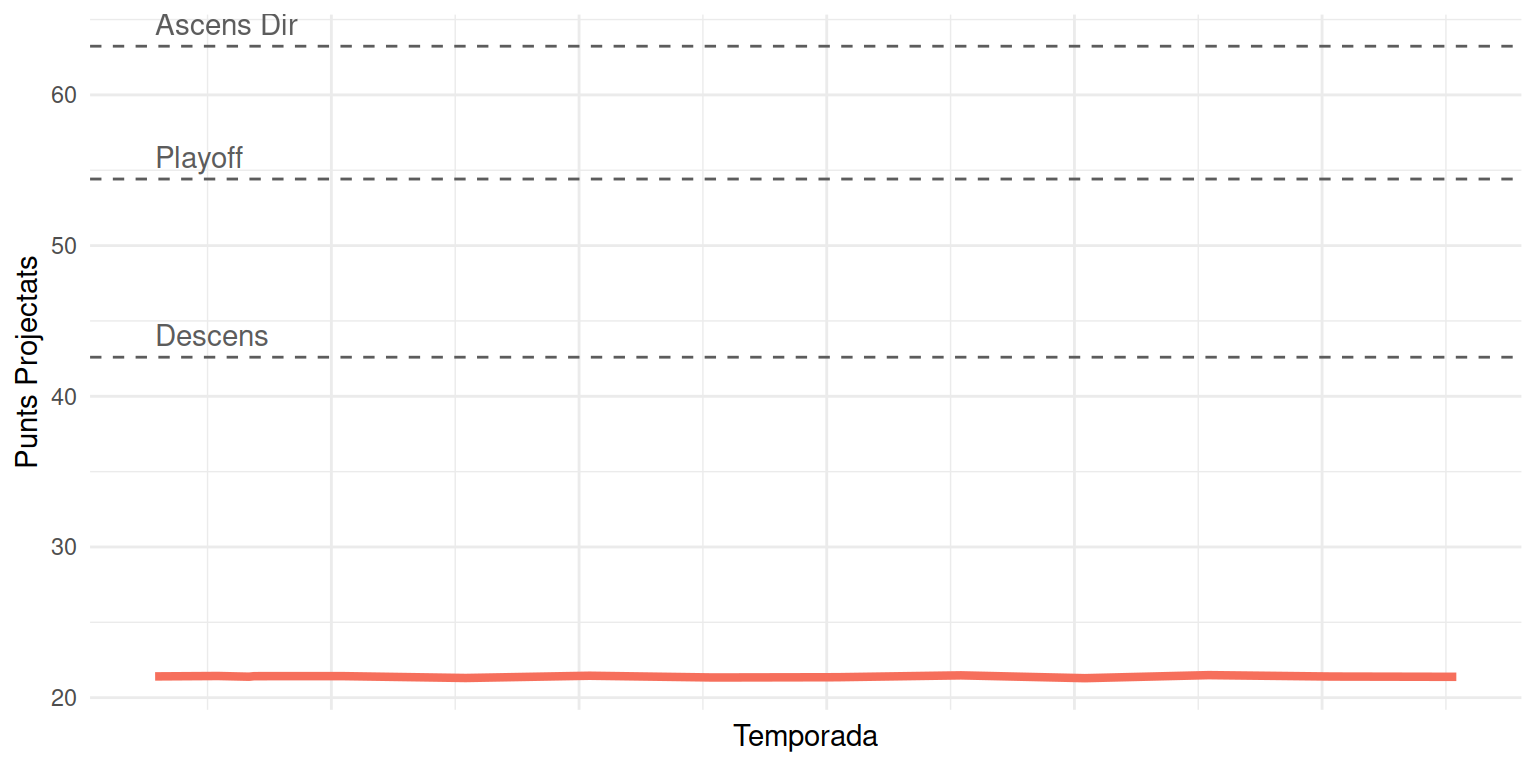 Ascens Dir
60
Playoff
50
Descens
40
30
20
Punts Projectats
Temporada